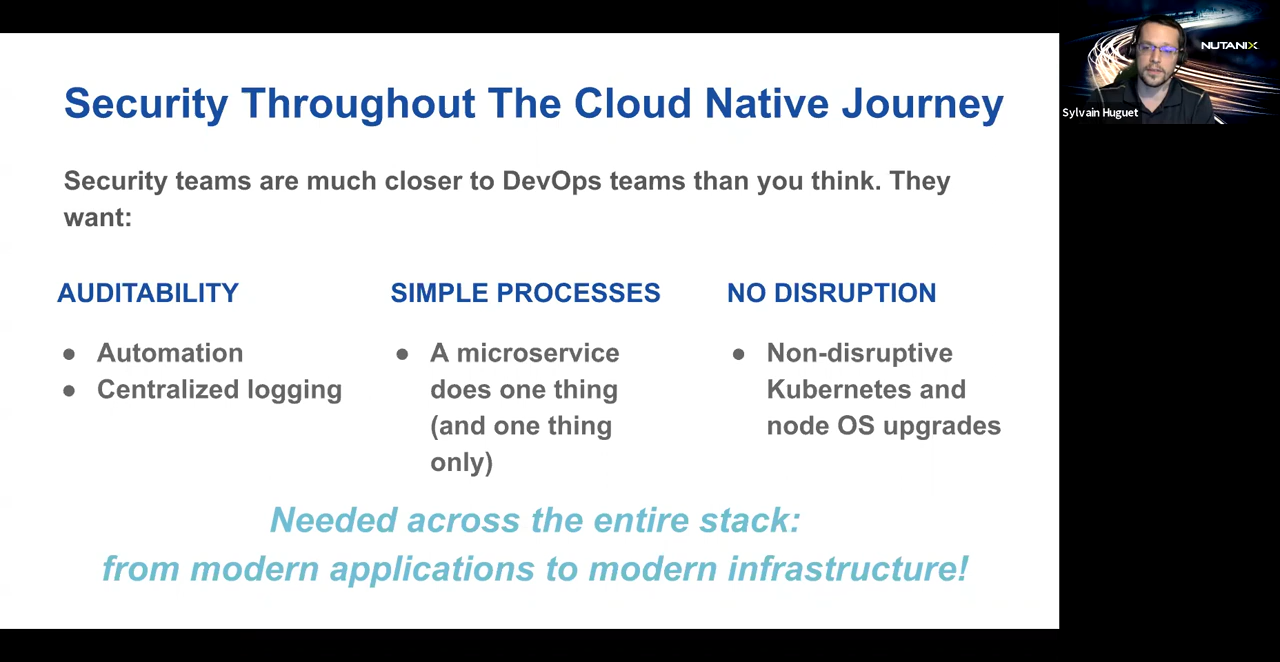 Security Throughout The Cloud Native Journey
Security teams are much closer to DevOps teams than you think. They
want:
AUDITABILITY
● Automation
● Centralized logging
SIMPLE PROCESSES
● A microservice
does one thing
(and one thing
only)
NO DISRUPTION
● Non-disruptive
Kubernetes and
node OS upgrades
Needed across the entire stack:
from modern applications to modern infrastructure!
NUTANIX
Sylvain Huguet